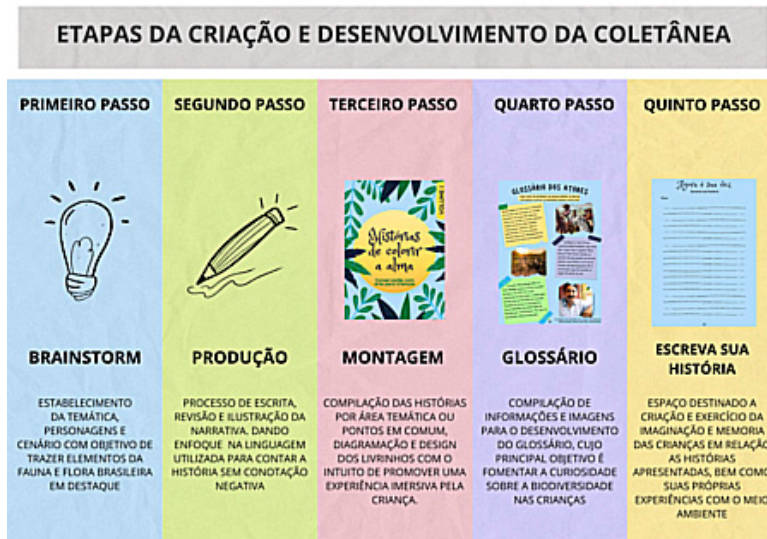 ETAPAS DA CRIAÇÃO E DESENVOLVIMENTO DA COLETÂNEA
PRIMEIRO PASSO
BRAINSTORM
ESTABELECIMENTO
DA TEMÁTICA,
PERSONAGENS E
CENÁRIO COM OBJETIVO DE
TRAZER ELEMENTOS DA
FAUNA E FLORA BRASILEIRA
EM DESTAQUE
SEGUNDO PASSO
PRODUÇÃO
PROCESSO DE ESCRITA,
REVISÃO E ILUSTRAÇÃO DA
NARRATIVA. DANDO
ENFOQUE NA LINGUAGEM
UTILIZADA PARA CONTAR A
HISTÓRIA SEM CONOTAÇÃO
NEGATIVA
TERCEIRO PASSO
VOLUME 1
Histórias
de colorir
a alma
MONTAGEM
COMPILAÇÃO DAS HISTÓRIAS
POR ÁREA TEMÁTICA OU
PONTOS EM COMUM,
DIAGRAMAÇÃO E DESIGN
DOS LIVRINHOS COM O
INTUITO DE PROMOVER UMA
EXPERIÊNCIA IMERSIVA PELA
CRIANÇA.
QUARTO PASSO
GLOSSÁRIO DOS ATORES
GLOSSÁRIO
COMPILAÇÃO DE
INFORMAÇÕES E IMAGENS
PARA O DESENVOLVIMENTO
DO GLOSSÁRIO, CUJO
PRINCIPAL OBJETIVO É
FOMENTAR A CURIOSIDADE
SOBRE A BIODIVERSIDADE
NAS CRIANÇAS
QUINTO PASSO
Agora é sua vez
ESCREVA SUA
HISTÓRIA
ESPAÇO DESTINADO A
CRIAÇÃO E EXERCÍCIO DA
IMAGINAÇÃO E MEMORIA
DAS CRIANÇAS EM RELAÇÃO
AS HISTÓRIAS
APRESENTADAS, BEM COMO
SUAS PRÓPRIAS
EXPERIÊNCIAS COM O MEIO
AMBIENTE